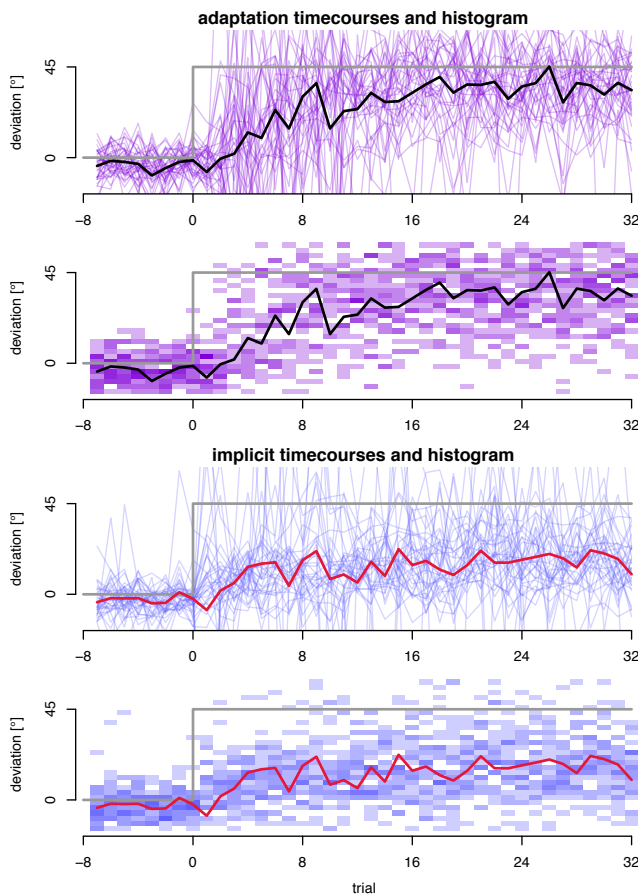 adaptation timecourses and histogram
45
deviation [°]
0
−8 0 8 16 24 32
45
deviation [°]
0
−8 0 8 16 24 32
implicit timecourses and histogram
45
deviation [°]
0
−8 0 8 16 24 32
45
deviation [°]
0
−8 0 8 16 24 32
trial